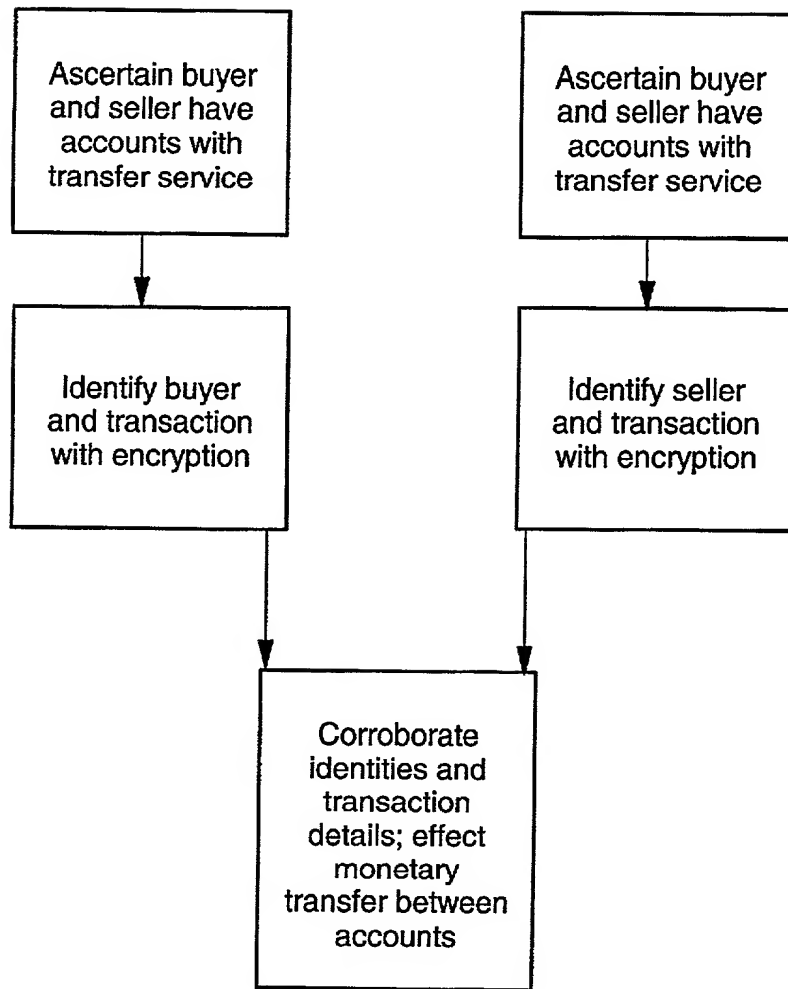 Ascertain buyer
and seller have
accounts with
transfer service
Ascertain buyer
and seller have
accounts with
transfer service
Identify buyer
and transaction
with encryption
Identify seller
and transaction
with encryption
Corroborate
identities and
transaction
details; effect
monetary
transfer between
accounts